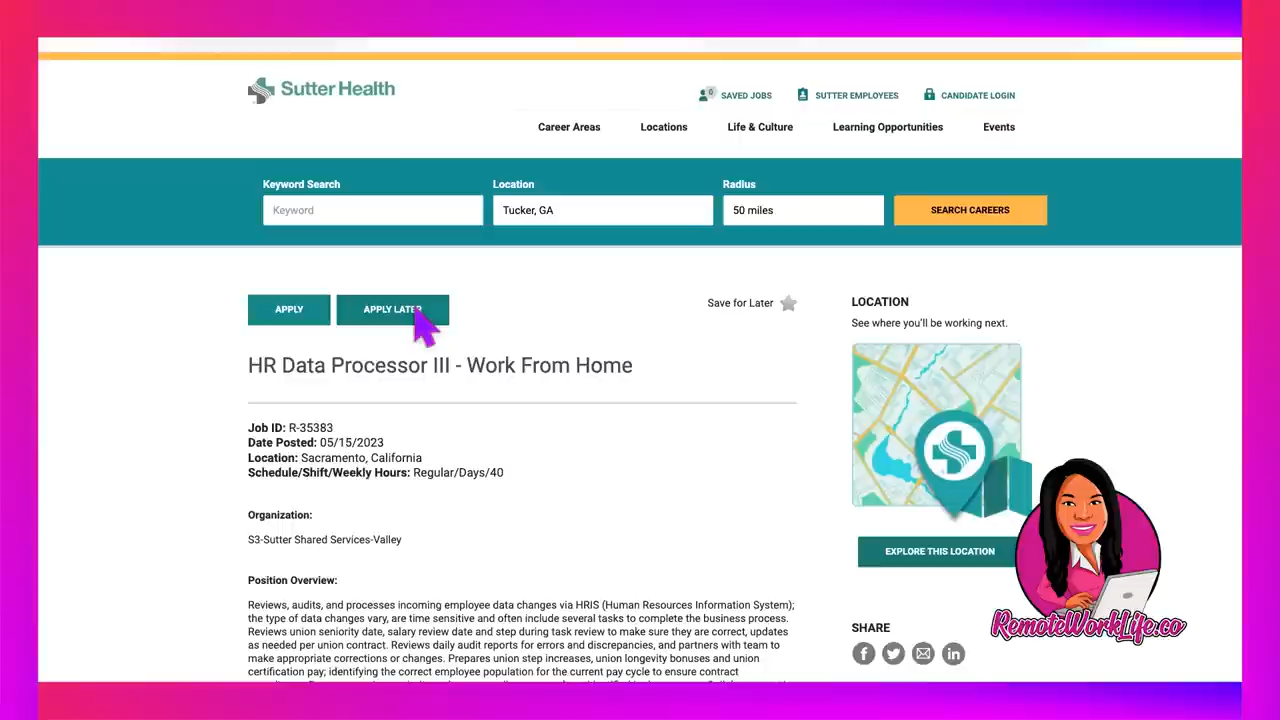 Sutter Health
0 SAVED JOBS
SUTTER EMPLOYEES
CANDIDATE LOGIN
Career Areas
Locations
Life & Culture
Learning Opportunities
Events
Keyword Search
Location
Radius
Keyword
Tucker, GA
50 miles
SEARCH CAREERS
APPLY
APPLY LATER
Save for Later
HR Data Processor III - Work From Home
Job ID: R-35383
Date Posted: 05/15/2023
Location: Sacramento, California
Schedule/Shift/Weekly Hours: Regular/Days/40
Organization:
S3-Sutter Shared Services-Valley
Position Overview:
Reviews, audits, and processes incoming employee data changes via HRIS (Human Resources Information System);
the type of data changes vary, are time sensitive and often include several tasks to complete the business process.
Reviews union seniority date, salary review date and step during task review to make sure they are correct, updates
as needed per union contract. Reviews daily audit reports for errors and discrepancies, and partners with team to
make appropriate corrections or changes. Prepares union step increases, union longevity bonuses and union
certification pay; identifying the correct employee population for the current pay cycle to ensure contract
LOCATION
See where you'll be working next.
EXPLORE THIS LOCATION
RemoteWorkLife.co
SHARE